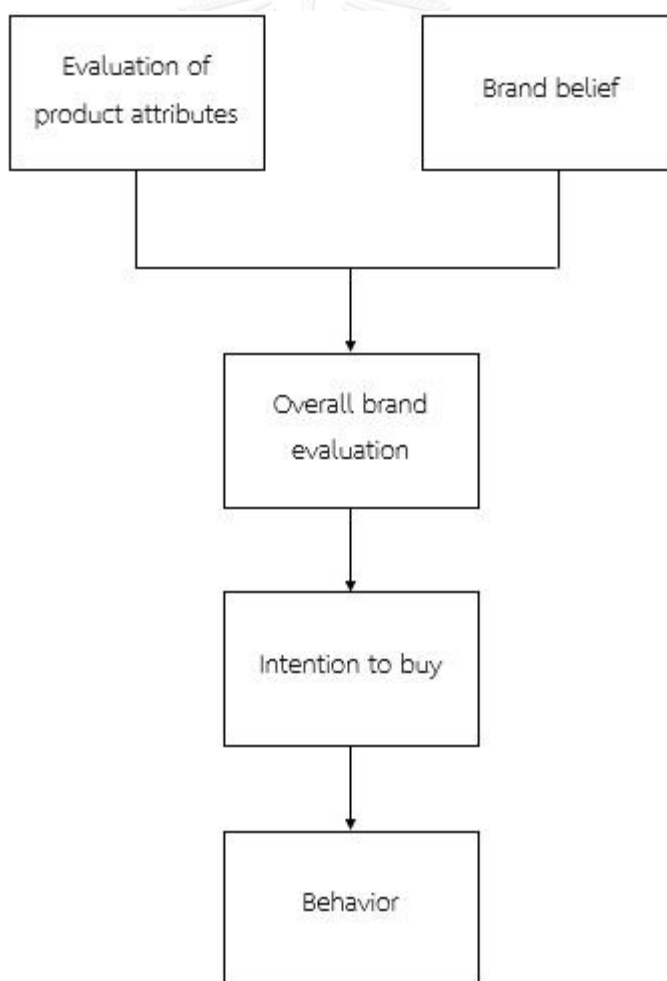 Evaluation of
product attributes
Brand belief
Overall brand
evaluation
Intention to buy
Behavior